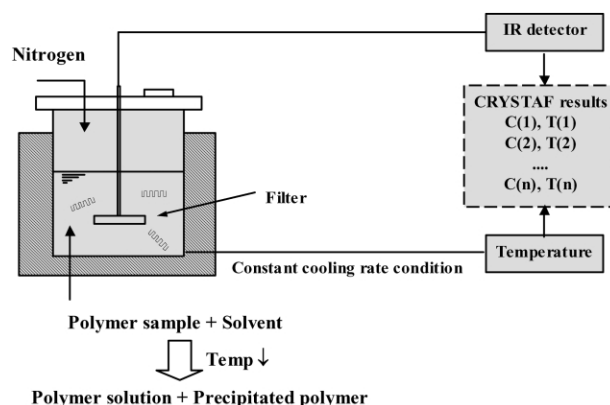 IR detector
Nitrogen
CRYSTAF results
C(1), T(1)
C(2), T(2)
....
C(n), T(n)
Filter
Temperature
Constant cooling rate condition
Polymer sample + Solvent
Temp ↓
Polymer solution + Precipitated polymer